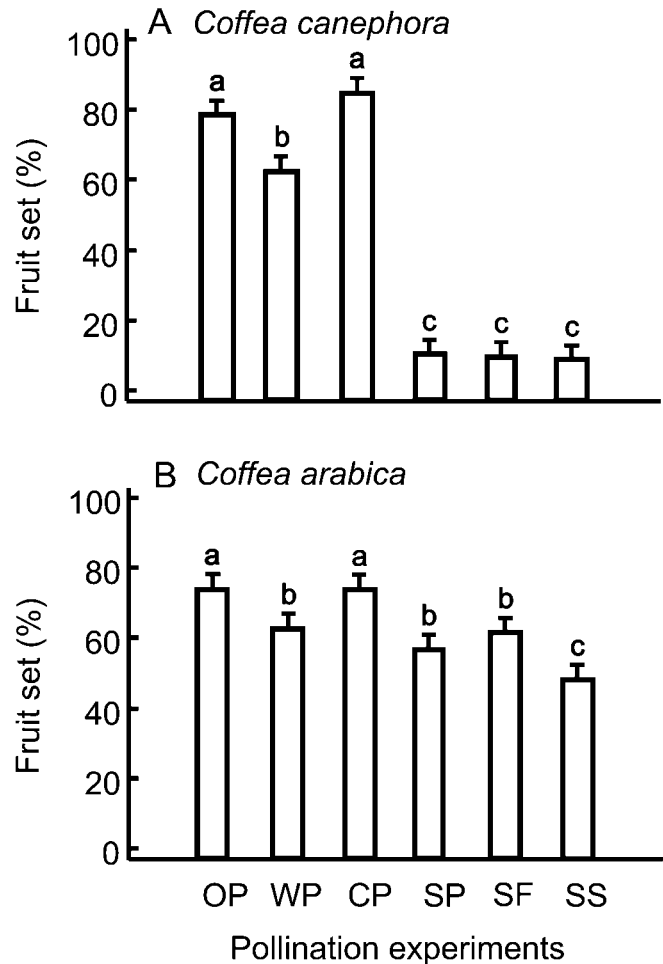 A Coffea canephora
100
80
60
40
20
0
Fruit set (%)
a
b
a
c
c
c
B Coffea arabica
100
80
60
40
20
0
Fruit set (%)
a
b
a
b
b
c
OP WP CP SP SF SS
Pollination experiments